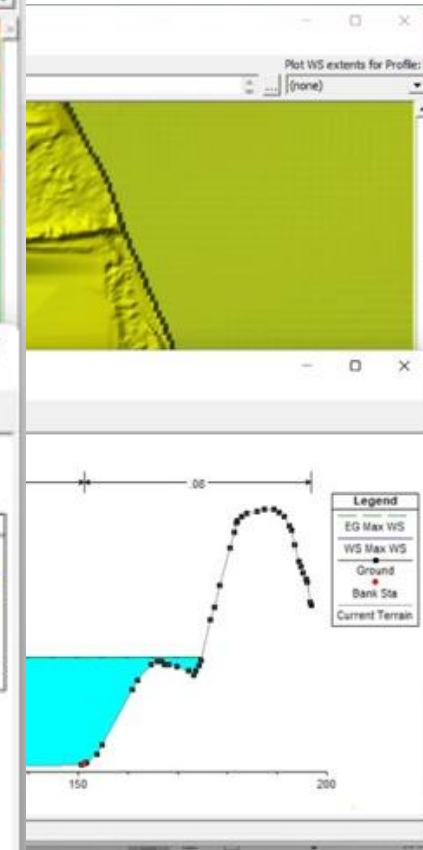 Plot WS extents for Profile:
... (none)
.08
Legend
EG Max WS
WS Max WS
Ground
Bank Sta
Current Terrain
150
200